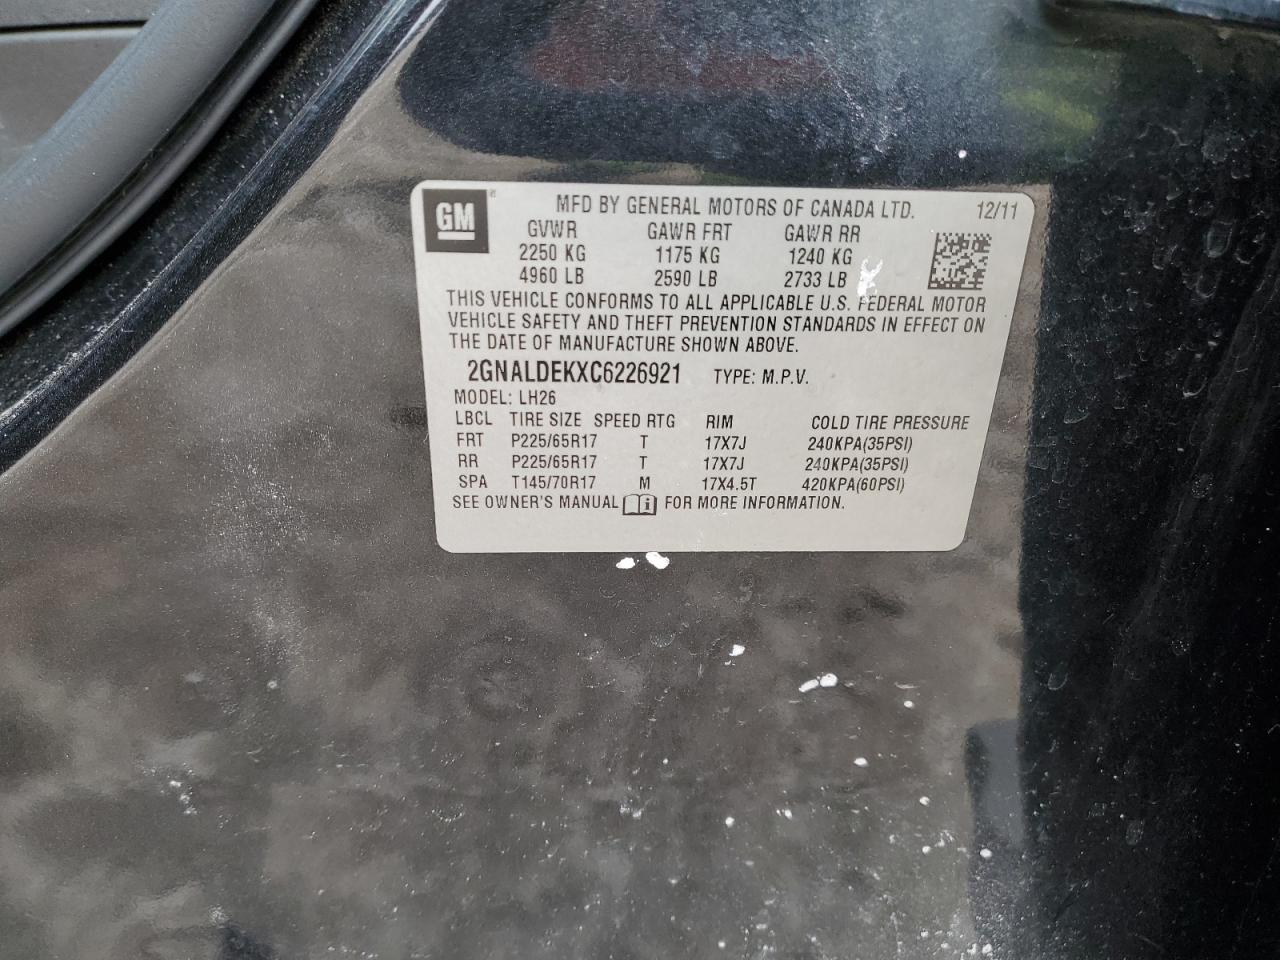 GM ® MFD BY GENERAL MOTORS OF CANADA LTD. 12/11
GVWR GAWR FRT GAWR RR
2250 KG 1175 KG 1240 KG
4960 LB 2590 LB 2733 LB
THIS VEHICLE CONFORMS TO ALL APPLICABLE U.S. FEDERAL MOTOR
VEHICLE SAFETY AND THEFT PREVENTION STANDARDS IN EFFECT ON
THE DATE OF MANUFACTURE SHOWN ABOVE.
2GNALDEKXC6226921 TYPE: M.P.V.
MODEL: LH26
LBCL TIRE SIZE SPEED RTG RIM COLD TIRE PRESSURE
FRT P225/65R17 T 17X7J 240KPA(35PSI)
RR P225/65R17 T 17X7J 240KPA(35PSI)
SPA T145/70R17 M 17X4.5T 420KPA(60PSI)
SEE OWNER'S MANUAL i FOR MORE INFORMATION.